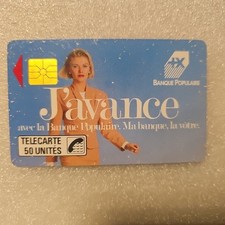 BANQUE POPULAIRE
J'avance
avec la Banque Populaire. Ma banque, la vôtre.
TELECARTE
50 UNITES